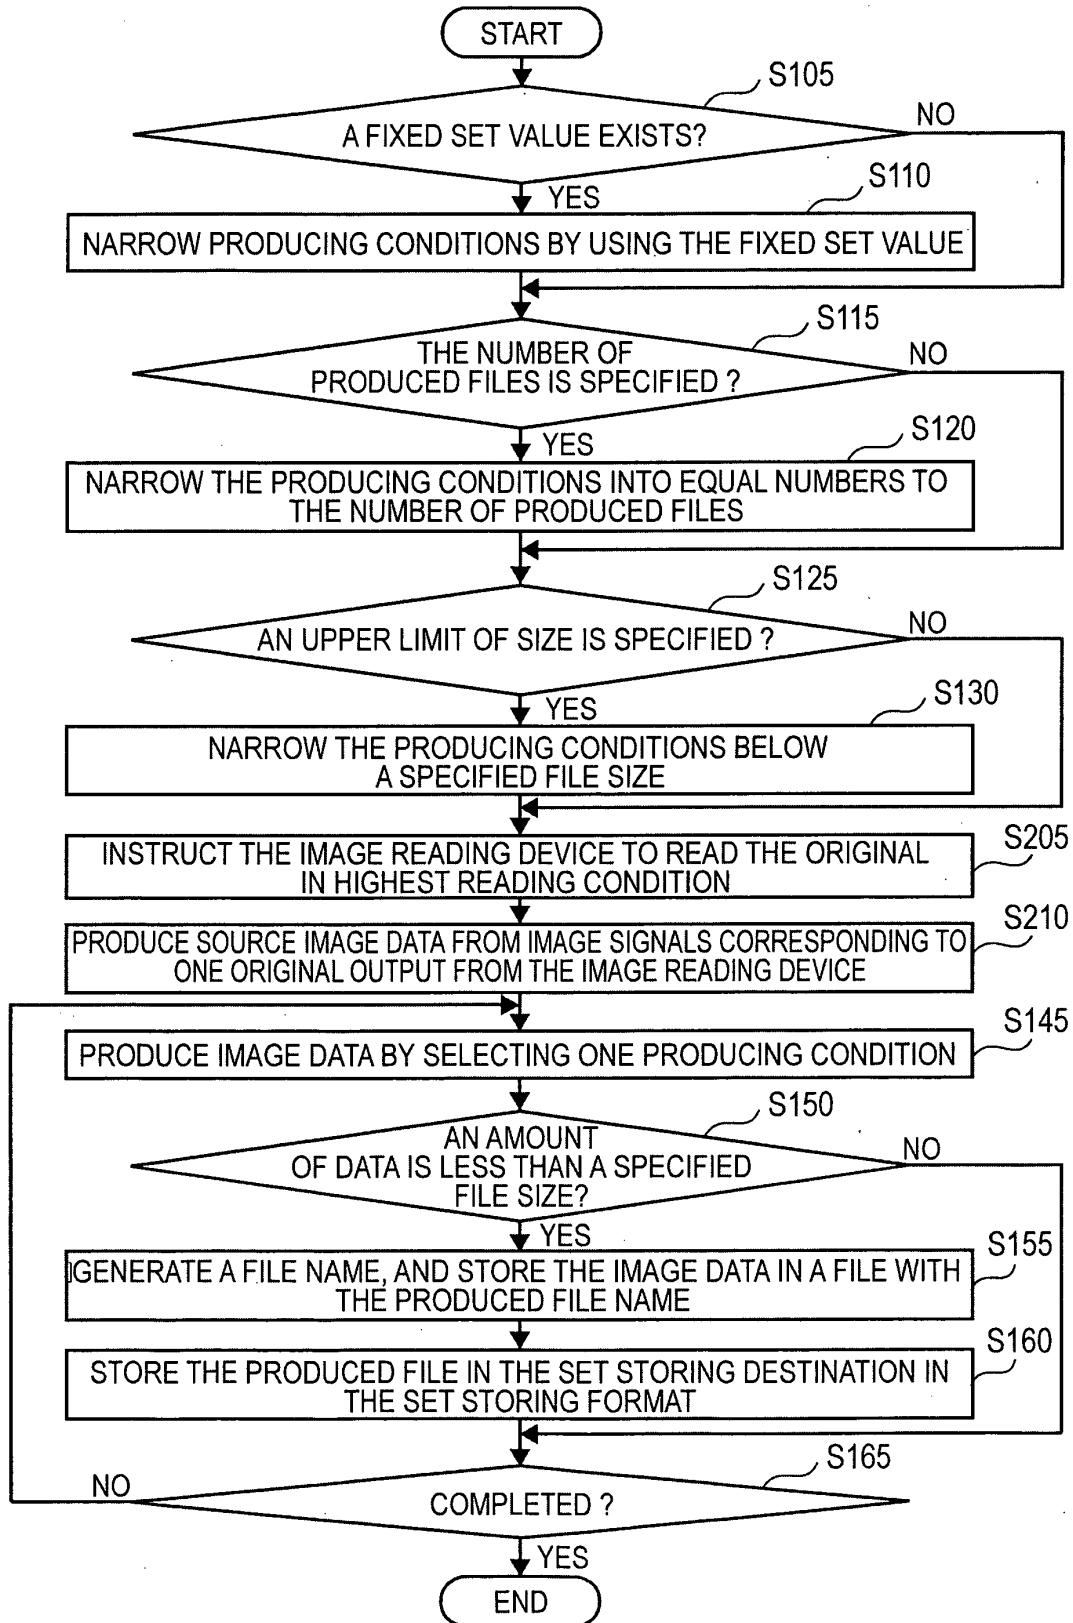 START
S105
A FIXED SET VALUE EXISTS?
NO
YES
S110
NARROW PRODUCING CONDITIONS BY USING THE FIXED SET VALUE
S115
THE NUMBER OF
PRODUCED FILES IS SPECIFIED ?
NO
YES
S120
NARROW THE PRODUCING CONDITIONS INTO EQUAL NUMBERS TO
THE NUMBER OF PRODUCED FILES
S125
AN UPPER LIMIT OF SIZE IS SPECIFIED ?
NO
YES
S130
NARROW THE PRODUCING CONDITIONS BELOW
A SPECIFIED FILE SIZE
S205
INSTRUCT THE IMAGE READING DEVICE TO READ THE ORIGINAL
IN HIGHEST READING CONDITION
S210
PRODUCE SOURCE IMAGE DATA FROM IMAGE SIGNALS CORRESPONDING TO
ONE ORIGINAL OUTPUT FROM THE IMAGE READING DEVICE
S145
PRODUCE IMAGE DATA BY SELECTING ONE PRODUCING CONDITION
S150
AN AMOUNT
OF DATA IS LESS THAN A SPECIFIED
FILE SIZE?
NO
YES
S155
GENERATE A FILE NAME, AND STORE THE IMAGE DATA IN A FILE WITH
THE PRODUCED FILE NAME
S160
STORE THE PRODUCED FILE IN THE SET STORING DESTINATION IN
THE SET STORING FORMAT
S165
NO
COMPLETED ?
YES
END